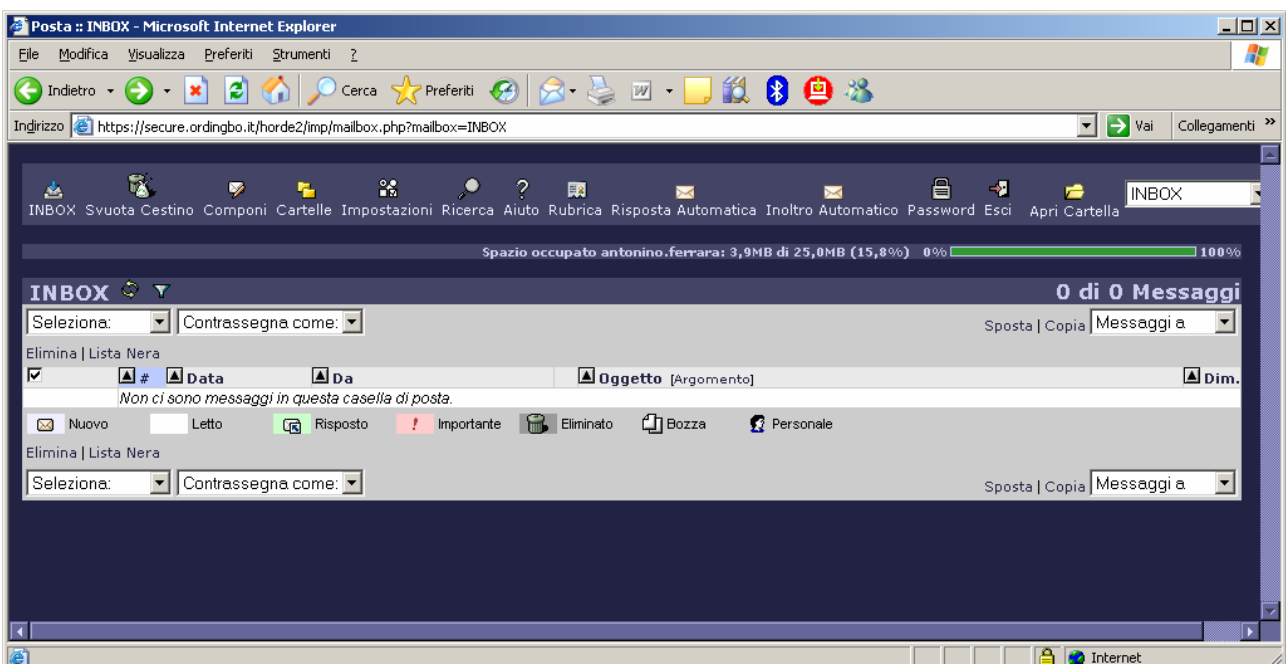 Posta :: INBOX - Microsoft Internet Explorer
File Modifica Visualizza Preferiti Strumenti ?
Indietro Cerca Preferiti
Indirizzo https://secure.ordingbo.it/horde2/imp/mailbox.php?mailbox=INBOX Vai Collegamenti »
INBOX Svuota Cestino Componi Cartelle Impostazioni Ricerca Aiuto Rubrica Risposta Automatica Inoltro Automatico Password Esci Apri Cartella INBOX
Spazio occupato antonino.ferrara: 3,9MB di 25,0MB (15,8%) 0% 100%
INBOX 0 di 0 Messaggi
Seleziona: Contrassegna come: Sposta | Copia Messaggi a
Elimina | Lista Nera
# Data Da Oggetto [Argomento] Dim.
Non ci sono messaggi in questa casella di posta.
Nuovo Letto Risposto ! Importante Eliminato Bozza Personale
Elimina | Lista Nera
Seleziona: Contrassegna come: Sposta | Copia Messaggi a
Internet